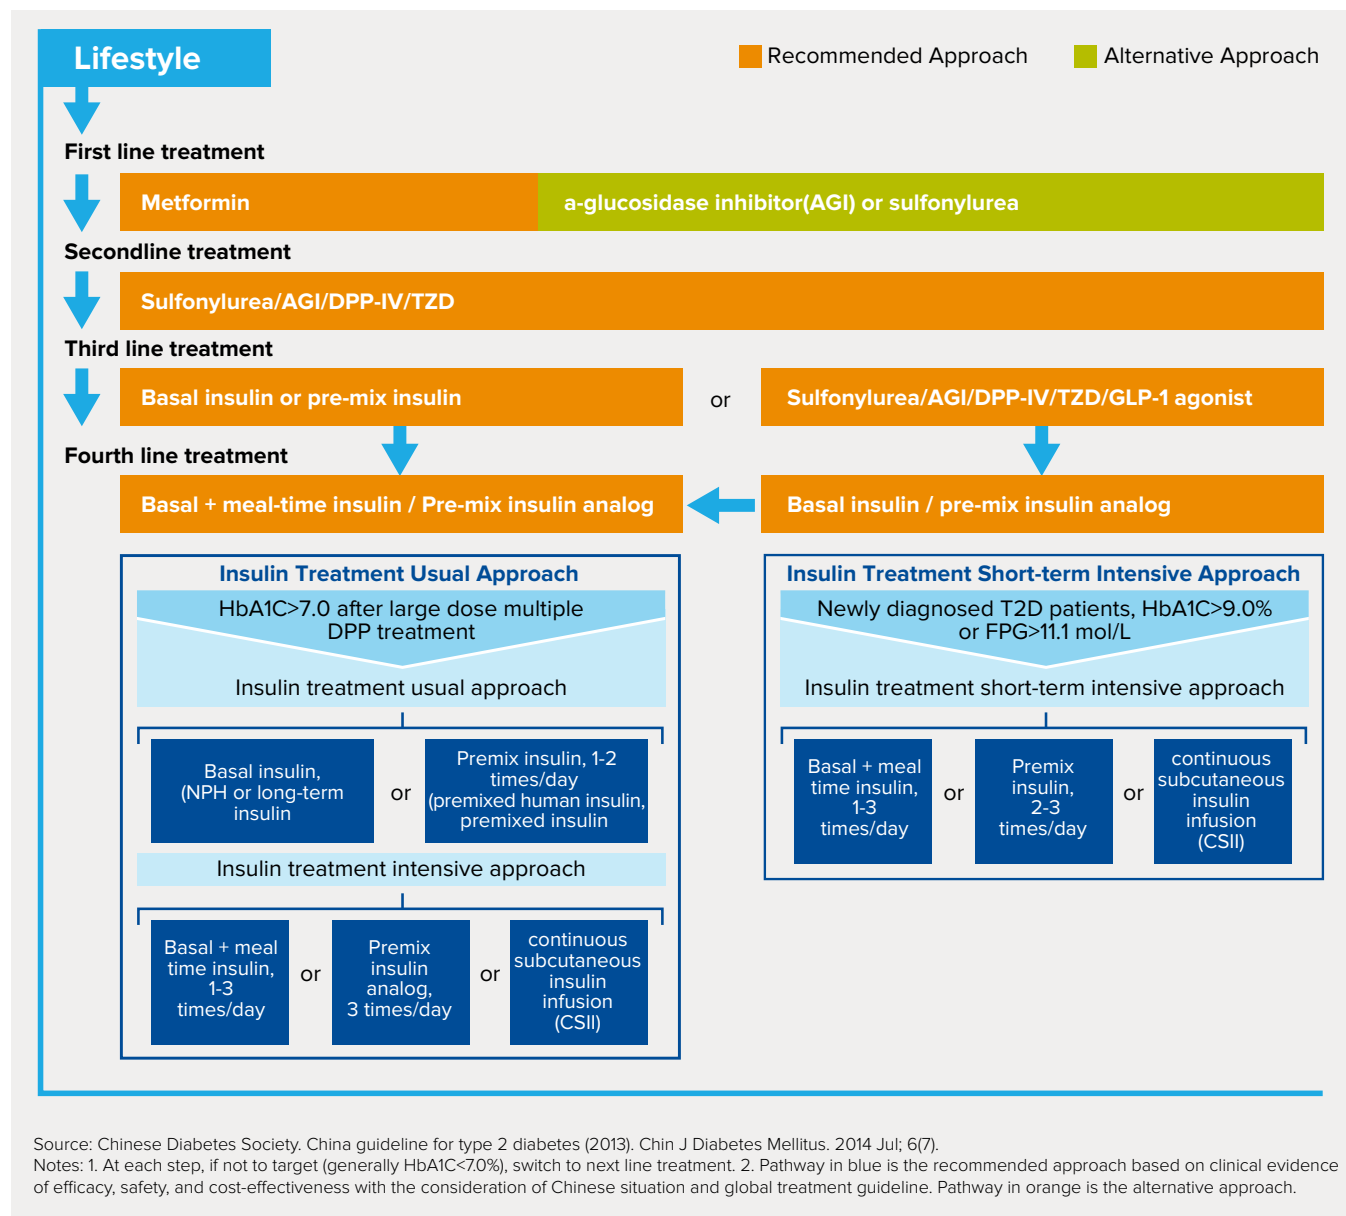 Lifestyle
Recommended Approach
Alternative Approach
First line treatment
Metformin
a-glucosidase inhibitor(AGI) or sulfonylurea
Secondline treatment
Sulfonylurea/AGI/DPP-IV/TZD
Third line treatment
Basal insulin or pre-mix insulin
or
Sulfonylurea/AGI/DPP-IV/TZD/GLP-1 agonist
Fourth line treatment
Basal + meal-time insulin / Pre-mix insulin analog
Basal insulin / pre-mix insulin analog
Insulin Treatment Usual Approach
HbA1C>7.0 after large dose multiple
DPP treatment
Insulin treatment usual approach
Basal insulin,
(NPH or long-term
insulin
or
Premix insulin, 1-2
times/day
(premixed human insulin,
premixed insulin
Insulin treatment intensive approach
Basal + meal
time insulin,
1-3
times/day
or
Premix
insulin
analog,
3 times/day
or
continuous
subcutaneous
insulin
infusion
(CSII)
Insulin Treatment Short-term Intensive Approach
Newly diagnosed T2D patients, HbA1C>9.0%
or FPG>11.1 mol/L
Insulin treatment short-term intensive approach
Basal + meal
time insulin,
1-3
times/day
or
Premix
insulin,
2-3
times/day
or
continuous
subcutaneous
insulin
infusion
(CSII)
Source: Chinese Diabetes Society. China guideline for type 2 diabetes (2013). Chin J Diabetes Mellitus. 2014 Jul; 6(7).
Notes: 1. At each step, if not to target (generally HbA1C<7.0%), switch to next line treatment. 2. Pathway in blue is the recommended approach based on clinical evidence
of efficacy, safety, and cost-effectiveness with the consideration of Chinese situation and global treatment guideline. Pathway in orange is the alternative approach.